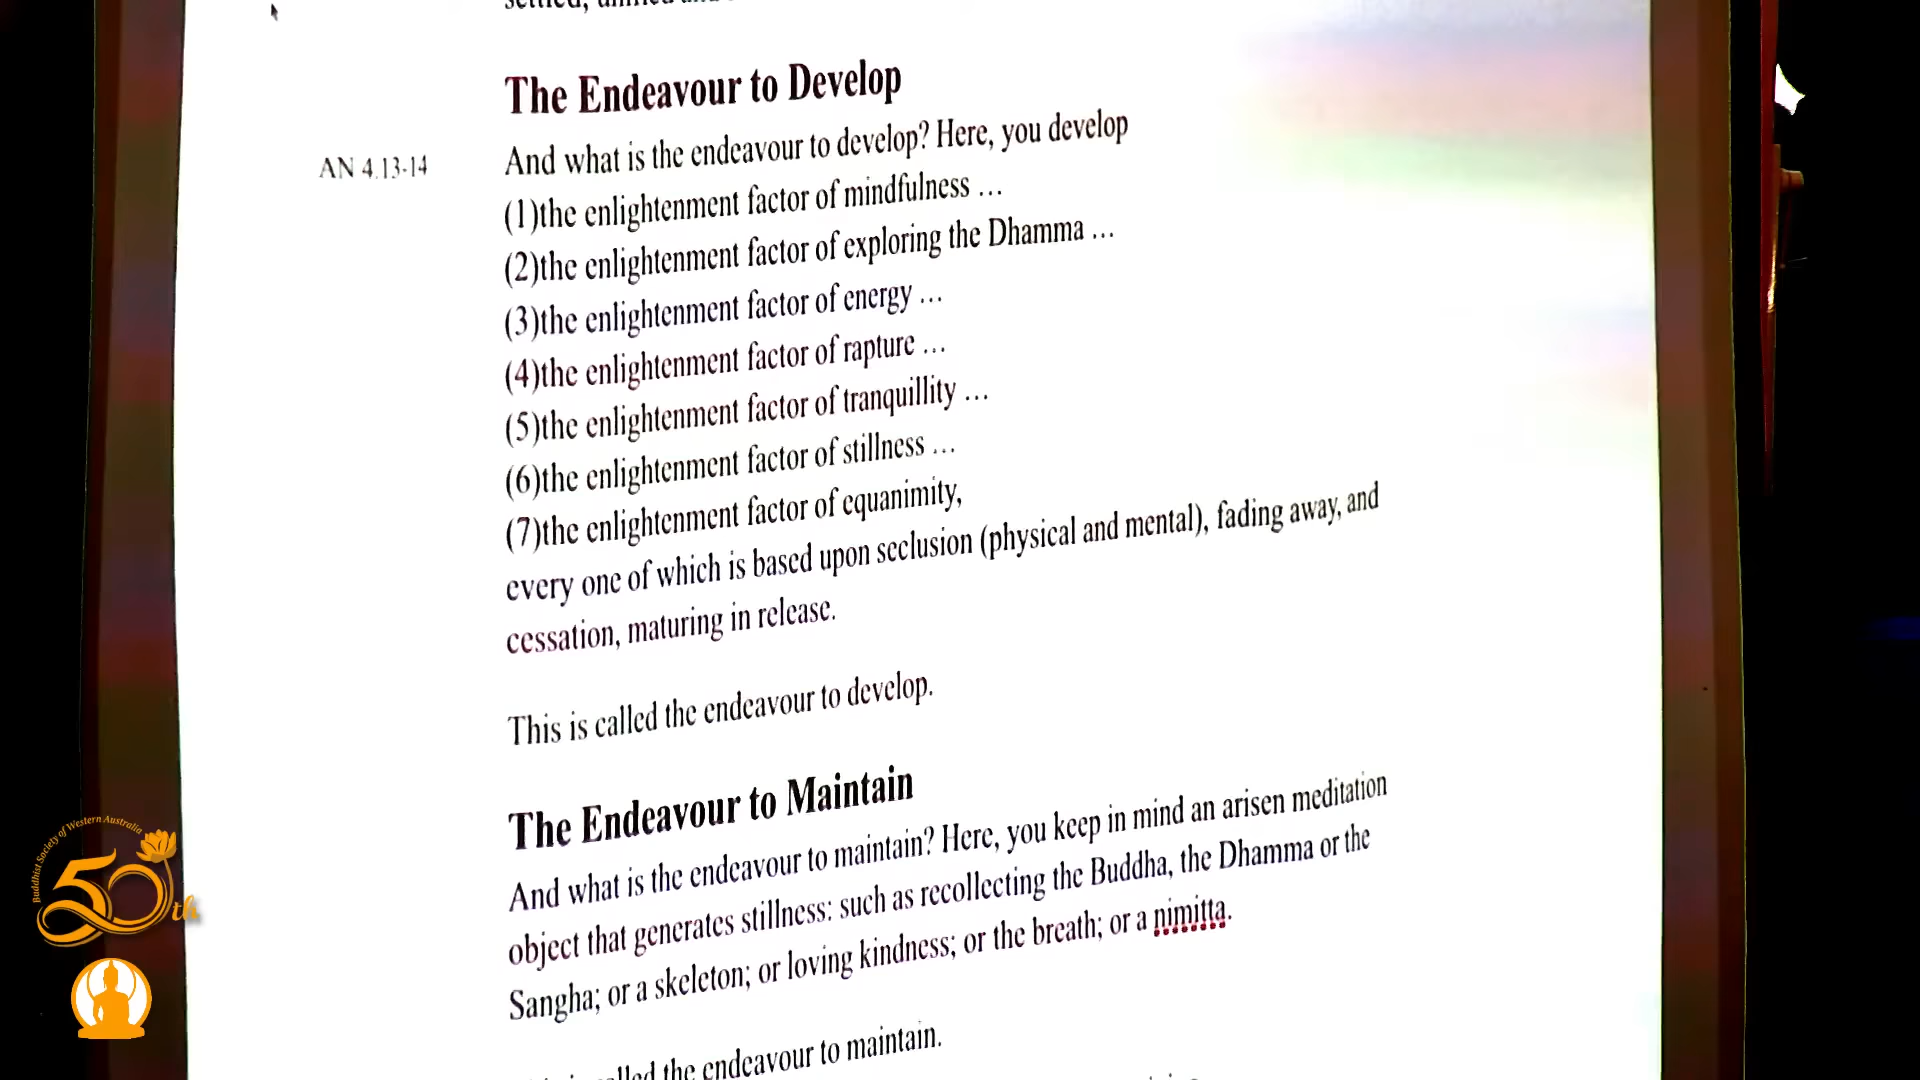 The Endeavour to Develop
AN 4.13-14
And what is the endeavour to develop? Here, you develop
(1)the enlightenment factor of mindfulness …
(2)the enlightenment factor of exploring the Dhamma …
(3)the enlightenment factor of energy …
(4)the enlightenment factor of rapture …
(5)the enlightenment factor of tranquillity …
(6)the enlightenment factor of stillness …
(7)the enlightenment factor of equanimity,
every one of which is based upon seclusion (physical and mental), fading away, and
cessation, maturing in release.
This is called the endeavour to develop.
The Endeavour to Maintain
And what is the endeavour to maintain? Here, you keep in mind an arisen meditation
object that generates stillness: such as recollecting the Buddha, the Dhamma or the
Sangha; or a skeleton; or loving kindness; or the breath; or a nimitta.
the endeavour to maintain.
Buddhist Society of Western Australia
50th